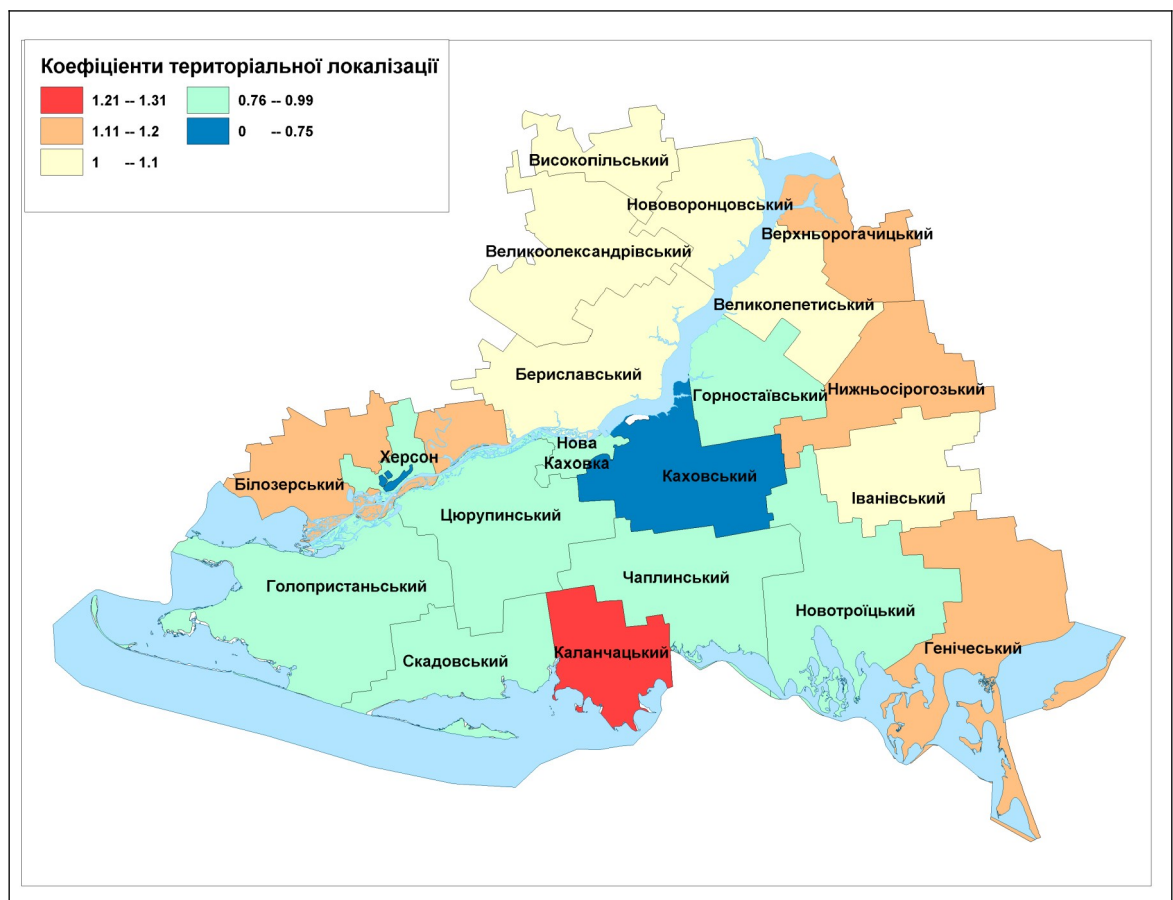 Коефіцієнти територіальної локалізації
1.21 -- 1.31
0.76 -- 0.99
1.11 -- 1.2
0 -- 0.75
1 -- 1.1
Високопільський
Нововоронцовський
Верхньорогачицький
Великоолександрівський
Великолепетиський
Бериславський
Горностаївський
Нижньосірогозький
Нова
Каховка
Херсон
Білозерський
Каховський
Іванівський
Цюрупинський
Голопристаньський
Чаплинський
Новотроїцький
Скадовський
Каланчацький
Генічеський